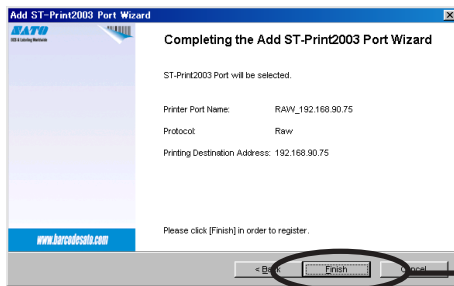 Add ST-Print2003 Port Wizard
SATO
Completing the Add ST-Print2003 Port Wizard
ST-Print2003 Port will be selected.
Printer Port Name: RAW_192.168.90.75
Protocol: Raw
Printing Destination Address: 192.168.90.75
Please click [Finish] in order to register.
www.barcodesato.com
< Back Finish Cancel